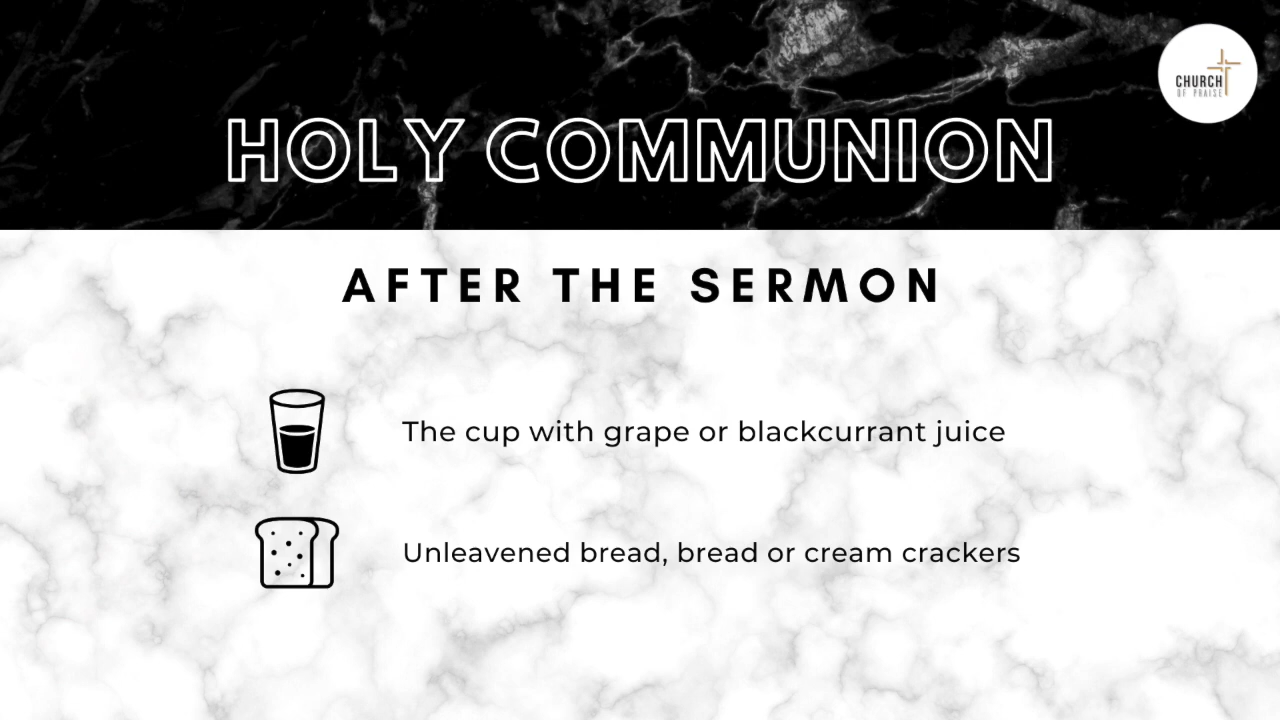 CHURCH
OF PRAISE
HOLY COMMUNION
AFTER THE SERMON
The cup with grape or blackcurrant juice
Unleavened bread, bread or cream crackers